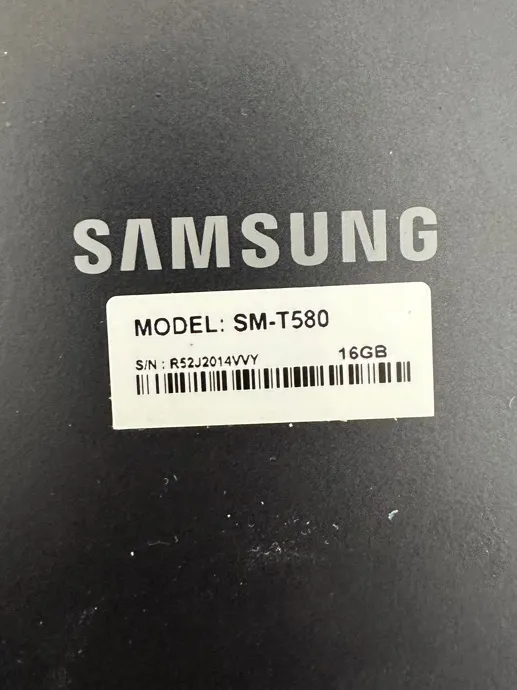 SAMSUNG
MODEL: SM-T580
S/N : R52J2014VVY 16GB